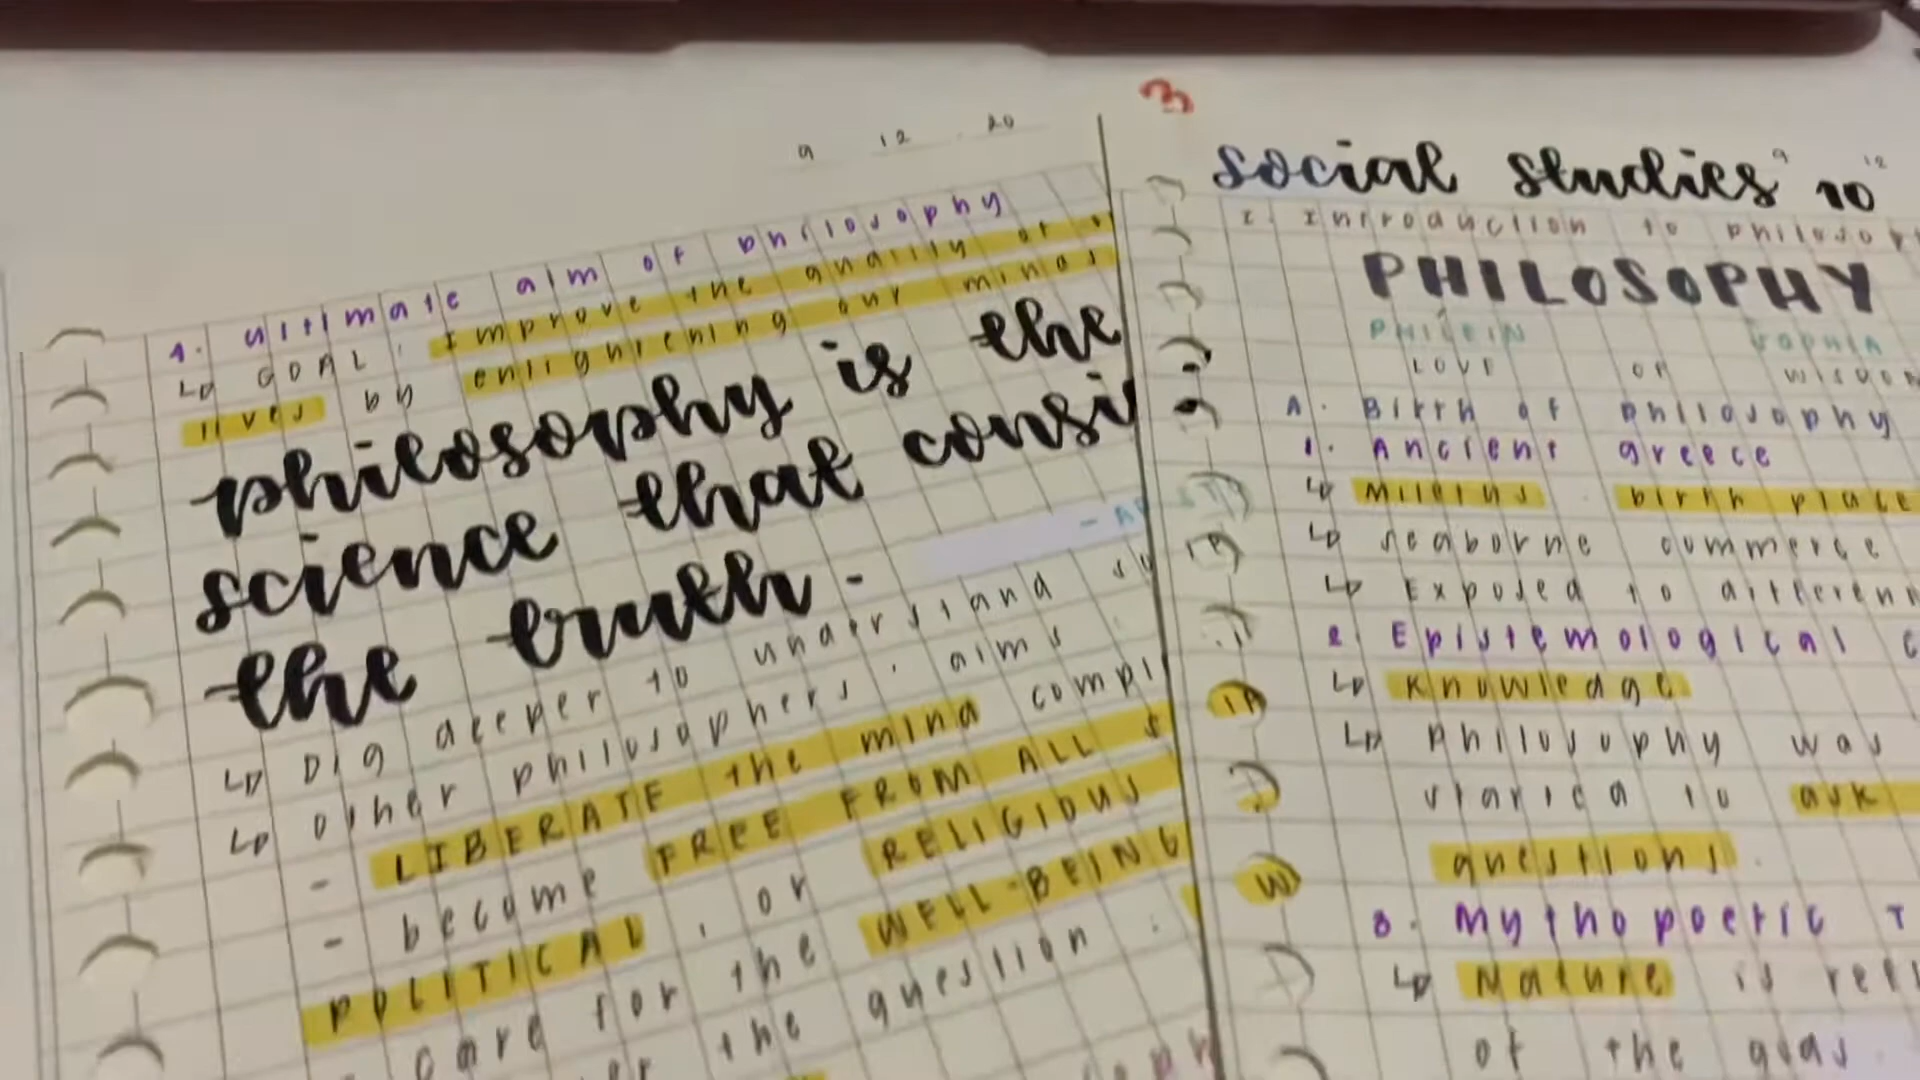 9 12 20
1. ultimate aim of philosophy
GOAL: Improve the quality of
lives by enlightening our minds
philosophy is the
science that consi
the truth.
Dig deeper to understand
other philosophers' aims
- LIBERATE the mind compl
- become FREE FROM ALL
POLITICAL, or RELIGIOUS
care for the WELL-BEING
the question
3
social studies 10
9 12
I. Introduction to philoso
PHILOSOPHY
PHILEIN SOPHIA
LOVE OF WISDOM
A. Birth of philosophy
1. Ancient greece
Miletus birth place
seaborne commerce
Exposed to differen
2. Epistemological
Knowledge
philosophy was
started to ask
questions.
3. Mythopoetic T
Nature is
of the gods.